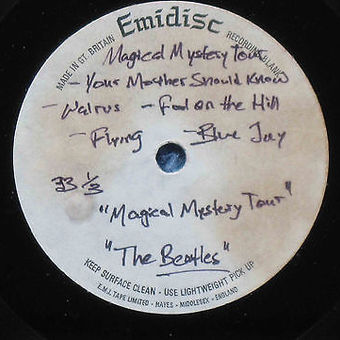 Emidisc
MADE IN GT. BRITAIN
RECORDING BLANK
Magical Mystery Tour
- Your Mother Should Know
- Walrus - Fool on the Hill
- Flying - Blue Jay
33 1/3
"Magical Mystery Tour"
"The Beatles"
KEEP SURFACE CLEAN - USE LIGHTWEIGHT PICK UP
E.M.I. TAPE LIMITED - HAYES - MIDDLESEX - ENGLAND